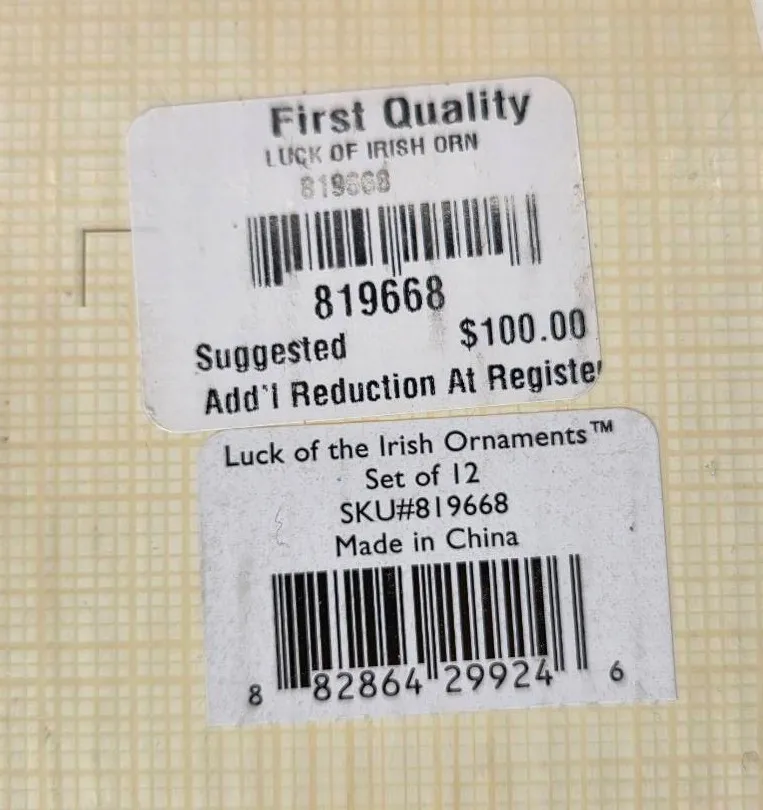 First Quality
LUCK OF IRISH ORN
819668
819668
Suggested $100.00
Add'l Reduction At Register
Luck of the Irish Ornaments™
Set of 12
SKU#819668
Made in China
8 82864 29924 6